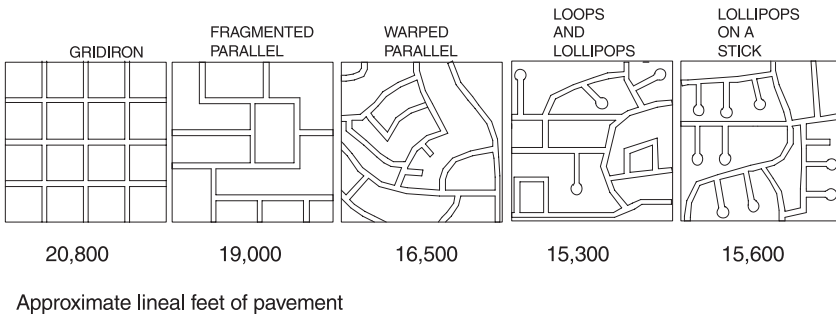 GRIDIRON
FRAGMENTED
PARALLEL
WARPED
PARALLEL
LOOPS
AND
LOLLIPOPS
LOLLIPOPS
ON A
STICK
20,800
19,000
16,500
15,300
15,600
Approximate lineal feet of pavement